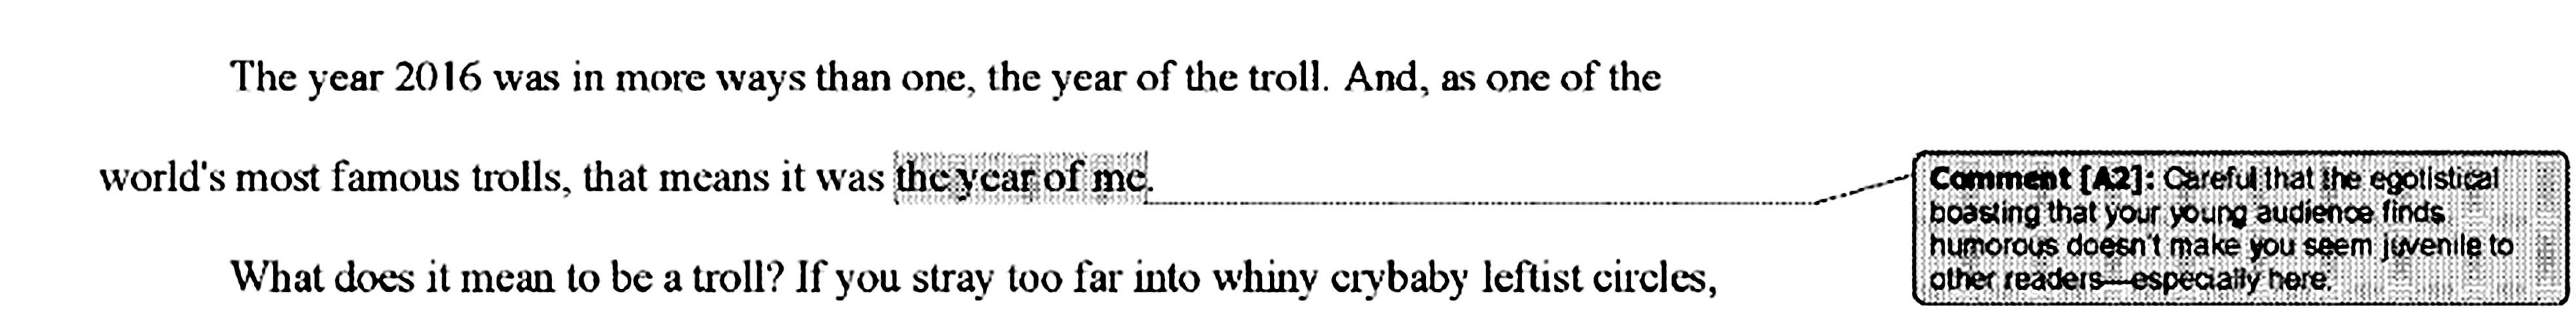 The year 2016 was in more ways than one, the year of the troll. And, as one of the
world's most famous trolls, that means it was the year of me.
Comment [A2]: Careful that the egotistical
boasting that your young audience finds
humorous doesn't make you seem juvenile to
other readers—especially here.
What does it mean to be a troll? If you stray too far into whiny crybaby leftist circles,